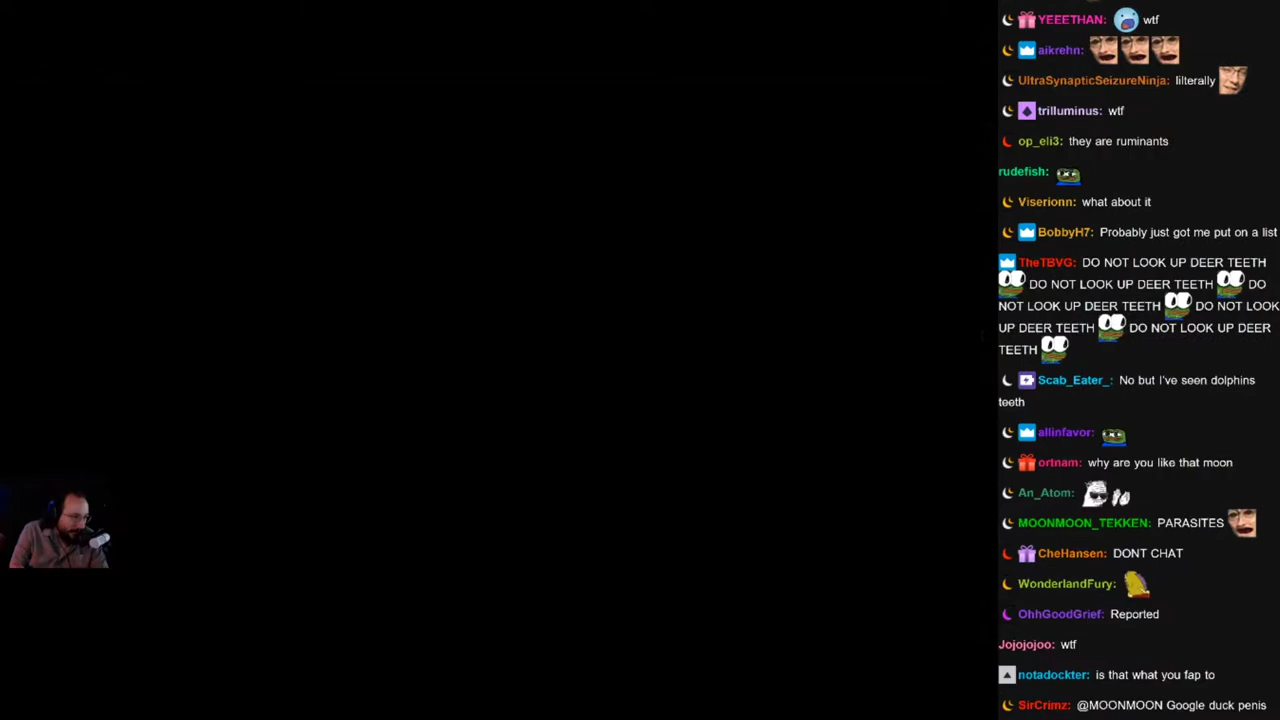 YEEETHAN: wtf
aikrehn:
UltraSynapticSeizureNinja: lilterally
trilluminus: wtf
op_eli3: they are ruminants
rudefish:
Viserionn: what about it
BobbyH7: Probably just got me put on a list
TheTBVG: DO NOT LOOK UP DEER TEETH
DO NOT LOOK UP DEER TEETH DO
NOT LOOK UP DEER TEETH DO NOT LOOK
UP DEER TEETH DO NOT LOOK UP DEER
TEETH
Scab_Eater_: No but I've seen dolphins
teeth
allinfavor:
ortnam: why are you like that moon
An_Atom:
MOONMOON_TEKKEN: PARASITES
CheHansen: DONT CHAT
WonderlandFury:
OhhGoodGrief: Reported
Jojojojoo: wtf
notadockter: is that what you fap to
SirCrimz: @MOONMOON Google duck penis